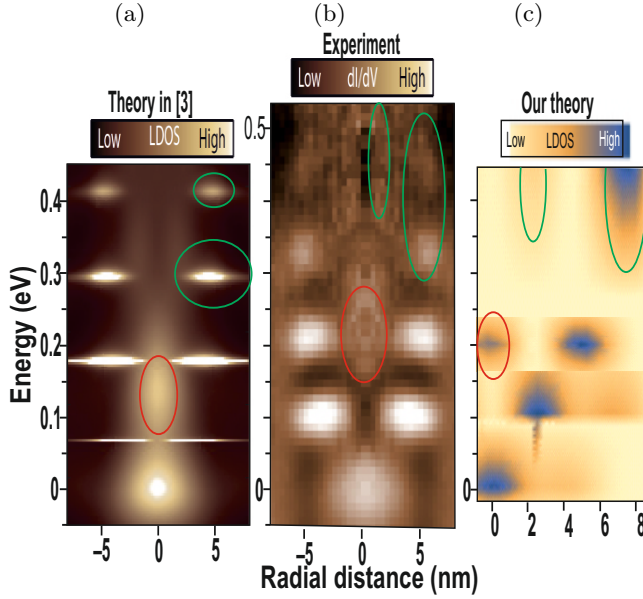 (a) (b) (c)
Experiment
Low dI/dV High
Theory in [3]
Low LDOS High
Our theory
Low LDOS High
Energy (eV)
0.4
0.3
0.2
0.1
0
0.5
0
0
−5 0 5
−5 0 5
0 2 4 6 8
Radial distance (nm)